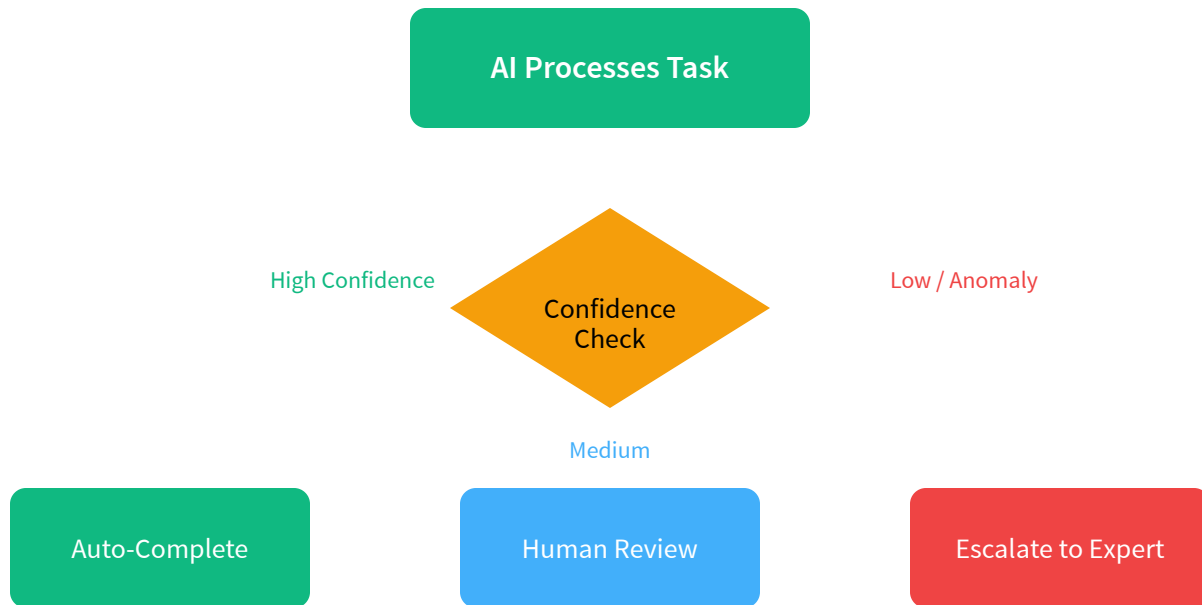 AI Processes Task
High Confidence
Low / Anomaly
Confidence
Check
Medium
Auto-Complete
Human Review
Escalate to Expert